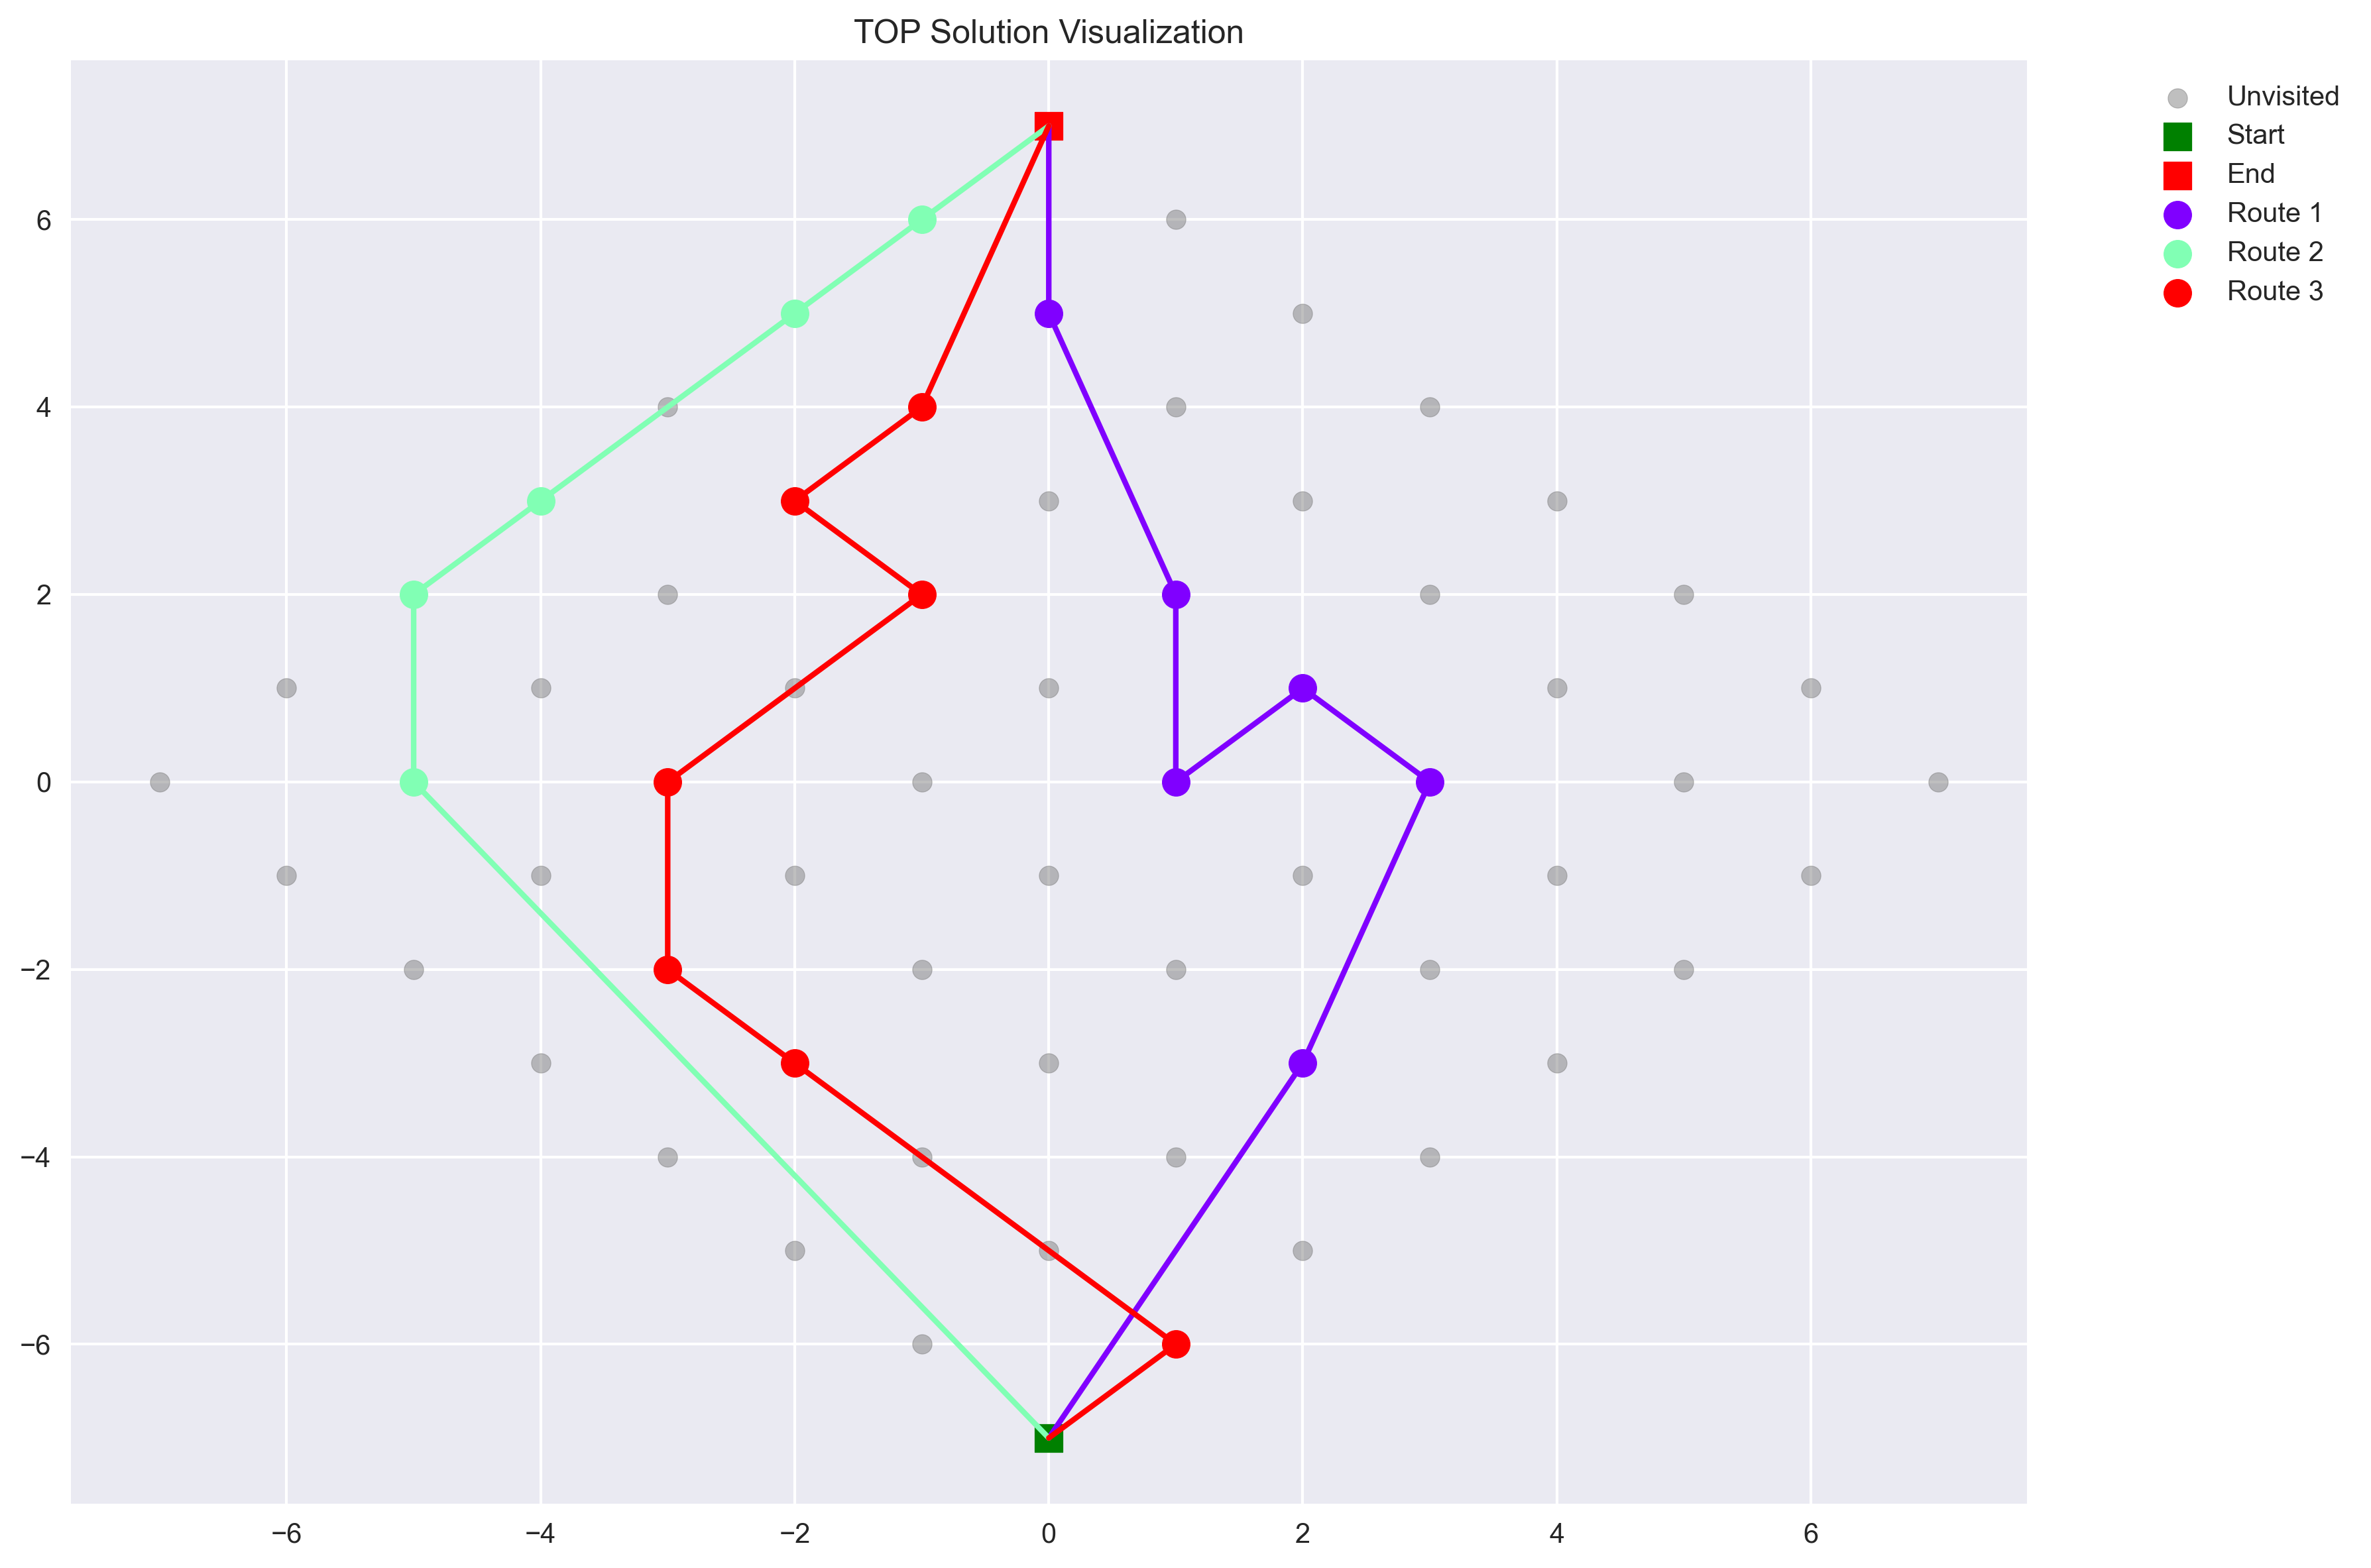 TOP Solution Visualization
Unvisited
Start
End
Route 1
Route 2
Route 3
6
4
2
0
−2
−4
−6
−6 −4 −2 0 2 4 6